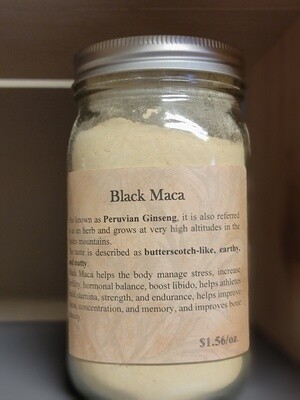 Black Maca
known as Peruvian Ginseng, it is also referred
an herb and grows at very high altitudes in the
mountains.
taste is described as butterscotch-like, earthy,
nutty.
Maca helps the body manage stress, increase
hormonal balance, boost libido, helps athletes
stamina, strength, and endurance, helps improve
concentration, and memory, and improves bone
$1.56/oz.